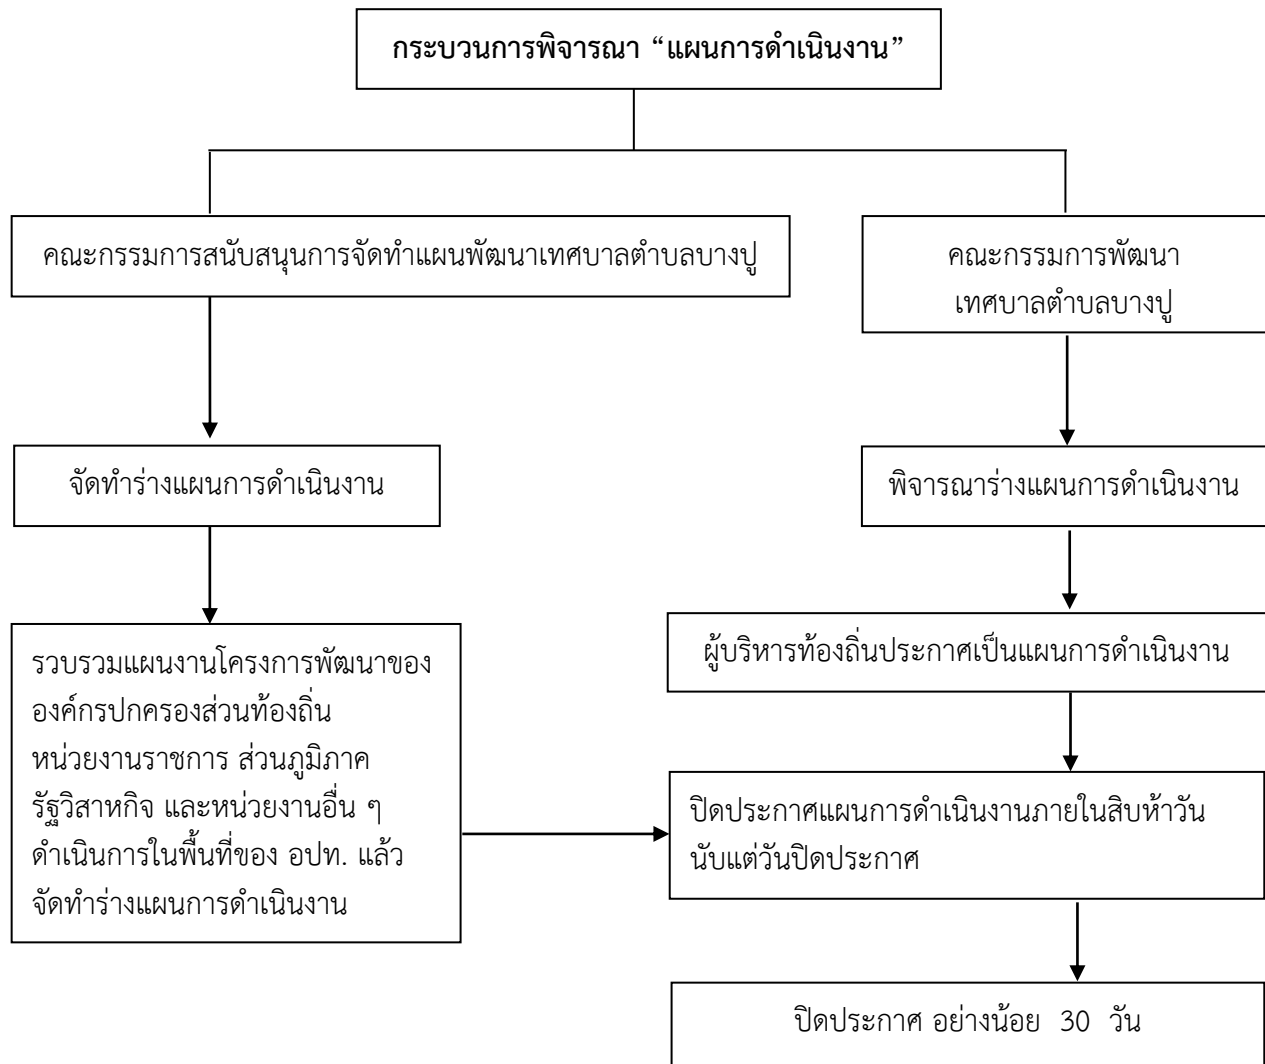 กระบวนการพิจารณา “แผนการดำเนินงาน”
คณะกรรมการสนับสนุนการจัดทำแผนพัฒนาเทศบาลตำบลบางปู
คณะกรรมการพัฒนา
เทศบาลตำบลบางปู
จัดทำร่างแผนการดำเนินงาน
พิจารณาร่างแผนการดำเนินงาน
รวบรวมแผนงานโครงการพัฒนาของ
องค์กรปกครองส่วนท้องถิ่น
หน่วยงานราชการ ส่วนภูมิภาค
รัฐวิสาหกิจ และหน่วยงานอื่น ๆ
ดำเนินการในพื้นที่ของ อปท. แล้ว
จัดทำร่างแผนการดำเนินงาน
ผู้บริหารท้องถิ่นประกาศเป็นแผนการดำเนินงาน
ปิดประกาศแผนการดำเนินงานภายในสิบห้าวัน
นับแต่วันปิดประกาศ
ปิดประกาศ อย่างน้อย 30 วัน